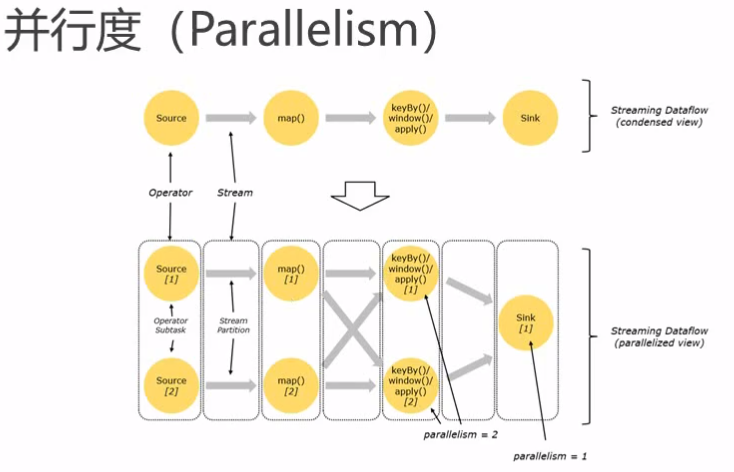 并行度（Parallelism）
Source
map()
keyBy()/
window()/
apply()
Sink
Streaming Dataflow
(condensed view)
Operator
Stream
Source
[1]
map()
[1]
keyBy()/
window()/
apply()
[1]
Operator
Subtask
Stream
Partition
Sink
[1]
Streaming Dataflow
(parallelized view)
Source
[2]
map()
[2]
keyBy()/
window()/
apply()
[2]
parallelism = 2
parallelism = 1